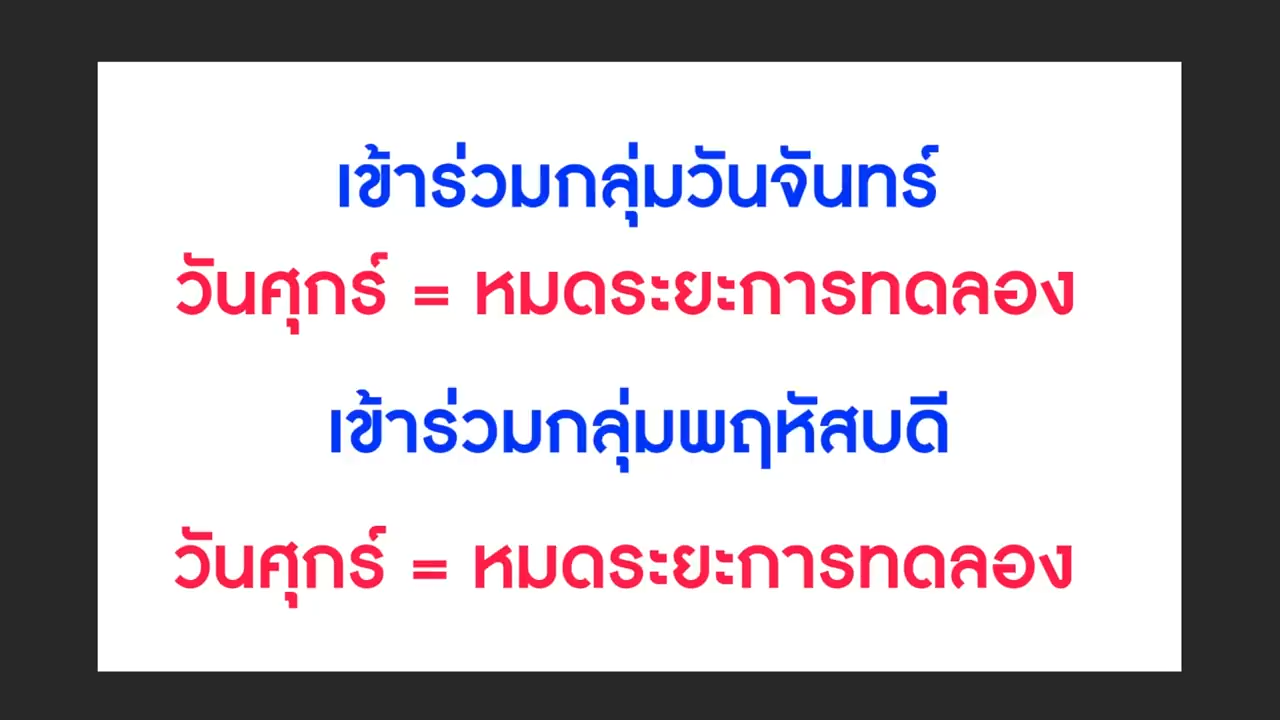 เข้าร่วมกลุ่มวันจันทร์
วันศุกร์ = หมดระยะการทดลอง
เข้าร่วมกลุ่มพฤหัสบดี
วันศุกร์ = หมดระยะการทดลอง